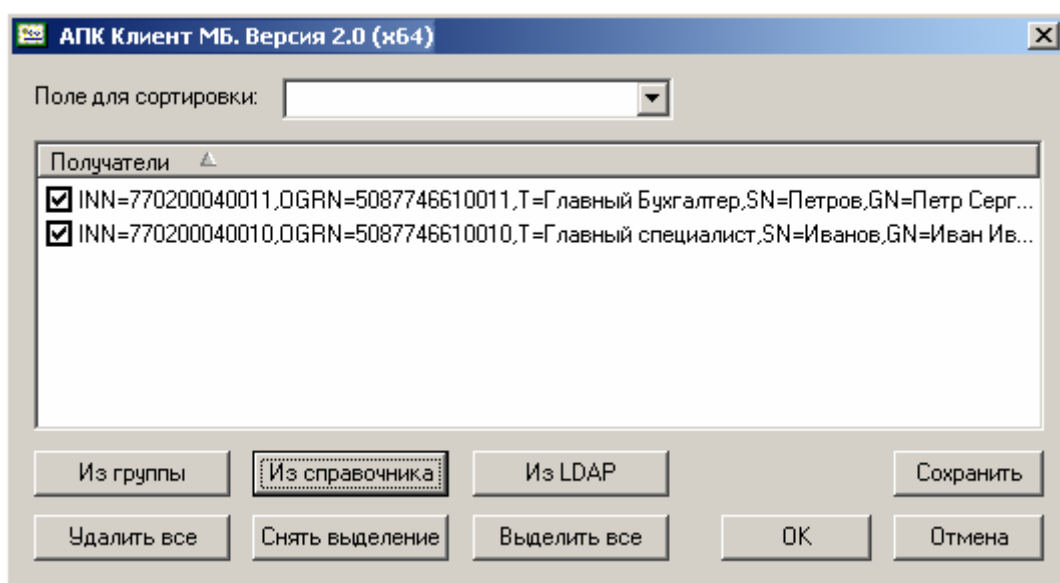 АПК Клиент МБ. Версия 2.0 (x64)
Поле для сортировки:
Получатели
INN=770200040011,OGRN=5087746610011,T=Главный Бухгалтер,SN=Петров,GN=Петр Серг...
INN=770200040010,OGRN=5087746610010,T=Главный специалист,SN=Иванов,GN=Иван Ив...
Из группы Из справочника Из LDAP Сохранить
Удалить все Снять выделение Выделить все OK Отмена